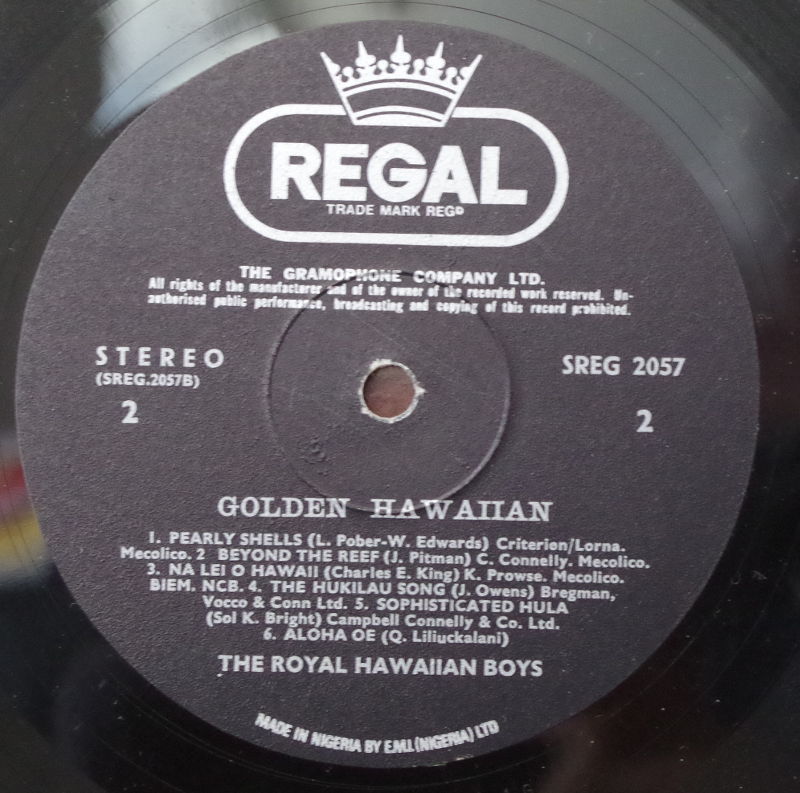 REGAL
TRADE MARK REGD
THE GRAMOPHONE COMPANY LTD.
All rights of the manufacturer and of the owner of the recorded work reserved. Un-
authorised public performance, broadcasting and copying of this record prohibited.
STEREO
(SREG.2057B)
2
SREG 2057
2
GOLDEN HAWAIIAN
1. PEARLY SHELLS (L. Pober-W. Edwards) Criterion/Lorna.
Mecolico. 2 BEYOND THE REEF (J. Pitman) C. Connelly. Mecolico.
3. NA LEI O HAWAII (Charles E. King) K. Prowse. Mecolico.
BIEM. NCB. 4. THE HUKILAU SONG (J. Owens) Bregman,
Vocco & Conn Ltd. 5. SOPHISTICATED HULA
(Sol K. Bright) Campbell Connelly & Co. Ltd.
6. ALOHA OE (Q. Liliuckalani)
THE ROYAL HAWAIIAN BOYS
MADE IN NIGERIA BY E.M.I. (NIGERIA) LTD